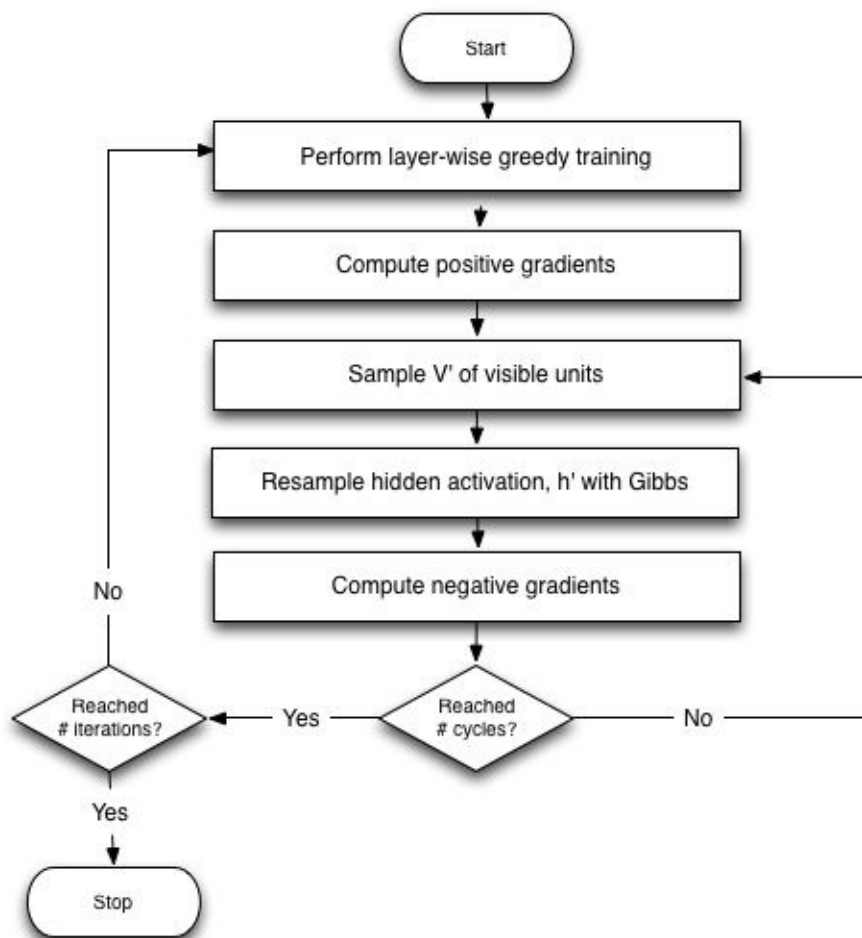 Start
Perform layer-wise greedy training
Compute positive gradients
Sample V' of visible units
Resample hidden activation, h' with Gibbs
Compute negative gradients
No
Reached
# iterations?
Yes
Reached
# cycles?
No
Yes
Stop